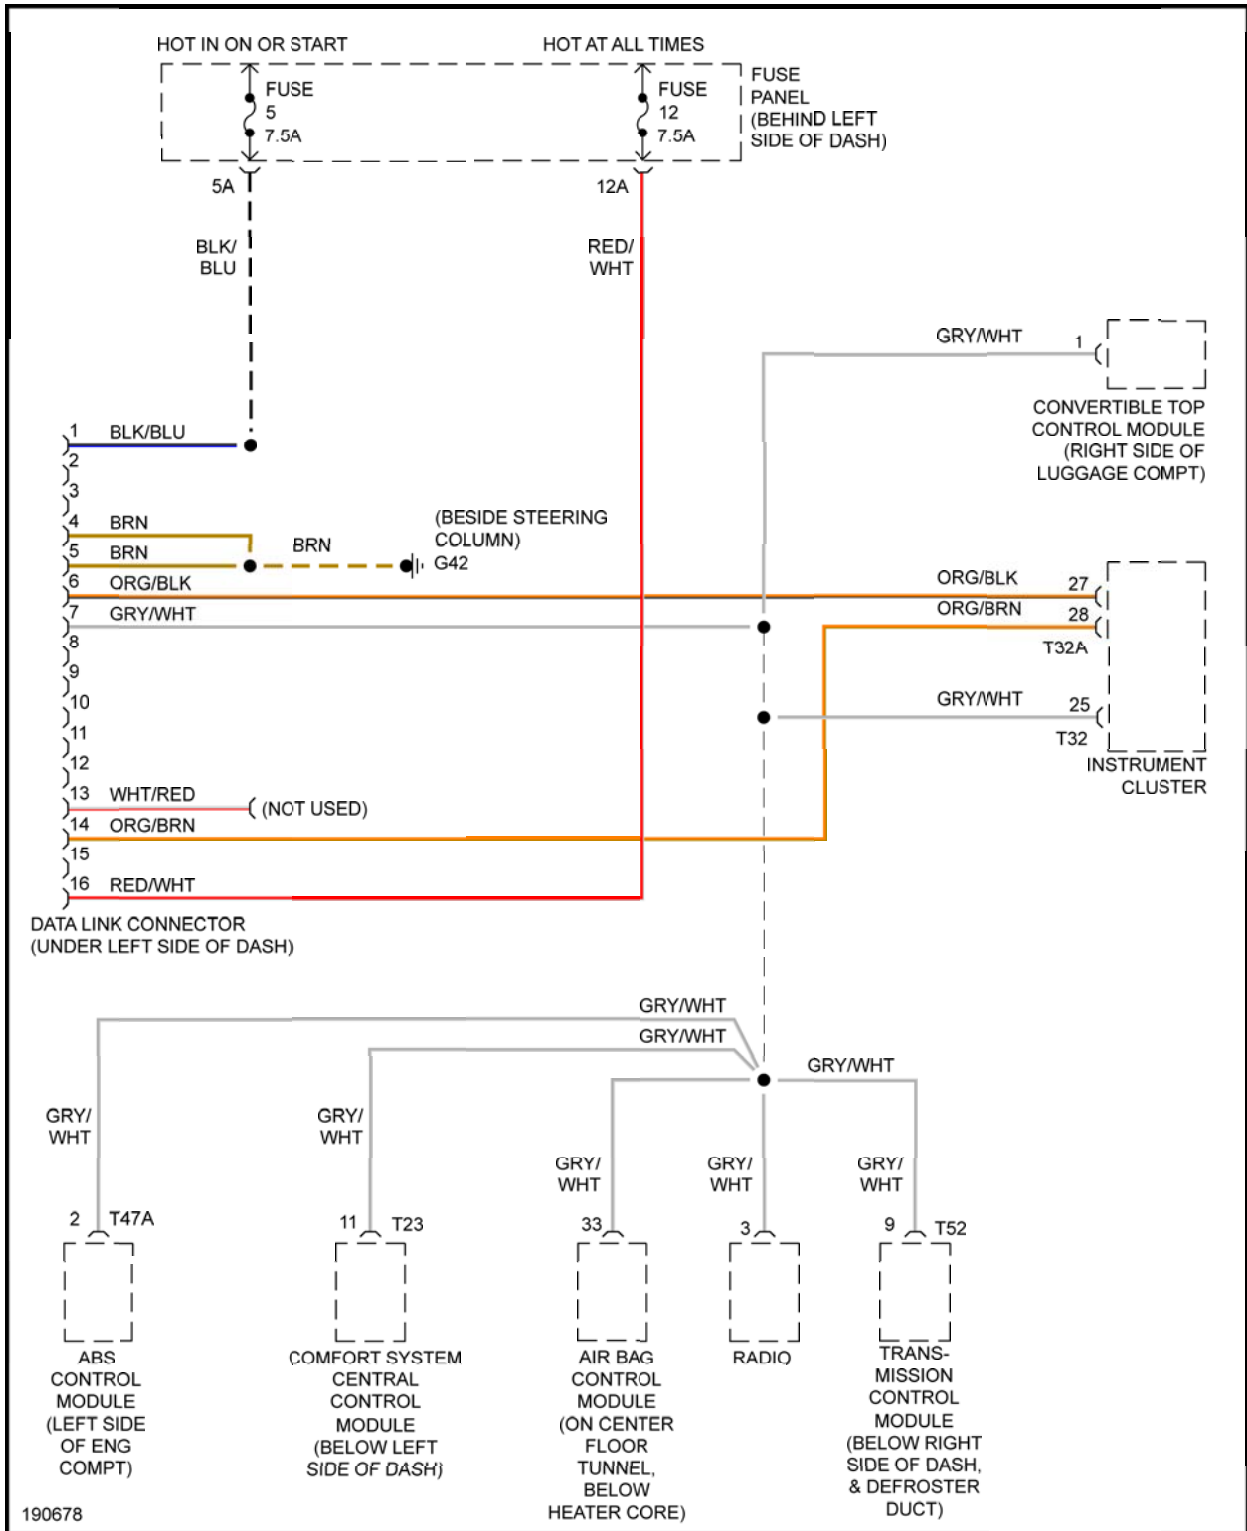 HOT IN ON OR START
HOT AT ALL TIMES
FUSE
5
7.5A
FUSE
12
7.5A
FUSE
PANEL
(BEHIND LEFT
SIDE OF DASH)
5A
12A
BLK/
BLU
RED/
WHT
GRY/WHT
1
CONVERTIBLE TOP
CONTROL MODULE
(RIGHT SIDE OF
LUGGAGE COMPT)
1 BLK/BLU
2
3
4 BRN
5 BRN
BRN
(BESIDE STEERING
COLUMN)
G42
6 ORG/BLK
7 GRY/WHT
8
9
10
11
12
13 WHT/RED
(NOT USED)
14 ORG/BRN
15
16 RED/WHT
DATA LINK CONNECTOR
(UNDER LEFT SIDE OF DASH)
ORG/BLK 27
ORG/BRN 28
T32A
GRY/WHT 25
T32
INSTRUMENT
CLUSTER
GRY/WHT
GRY/WHT
GRY/WHT
GRY/
WHT
GRY/
WHT
GRY/
WHT
GRY/
WHT
GRY/
WHT
2 T47A
11 T23
33
3
9 T52
ABS
CONTROL
MODULE
(LEFT SIDE
OF ENG
COMPT)
COMFORT SYSTEM
CENTRAL
CONTROL
MODULE
(BELOW LEFT
SIDE OF DASH)
AIR BAG
CONTROL
MODULE
(ON CENTER
FLOOR
TUNNEL,
BELOW
HEATER CORE)
RADIO
TRANS-
MISSION
CONTROL
MODULE
(BELOW RIGHT
SIDE OF DASH,
& DEFROSTER
DUCT)
190678